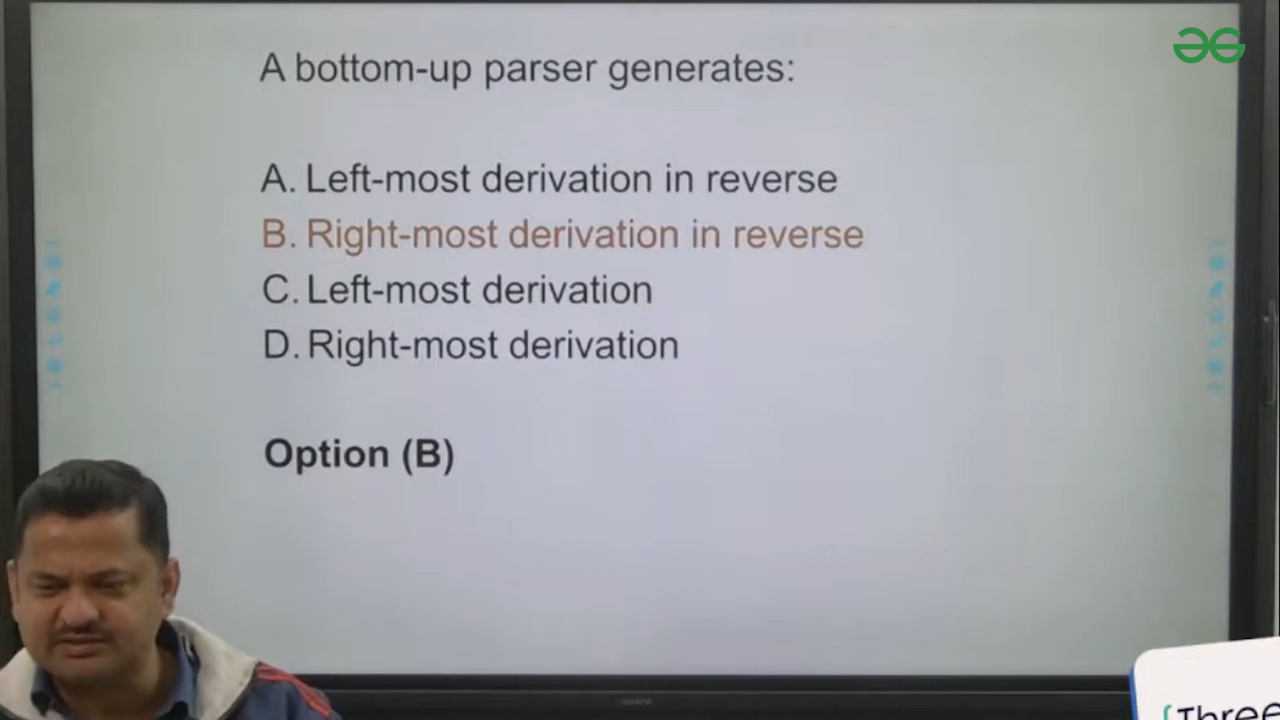 A bottom-up parser generates:
A. Left-most derivation in reverse
B. Right-most derivation in reverse
C. Left-most derivation
D. Right-most derivation
Option (B)
{Three